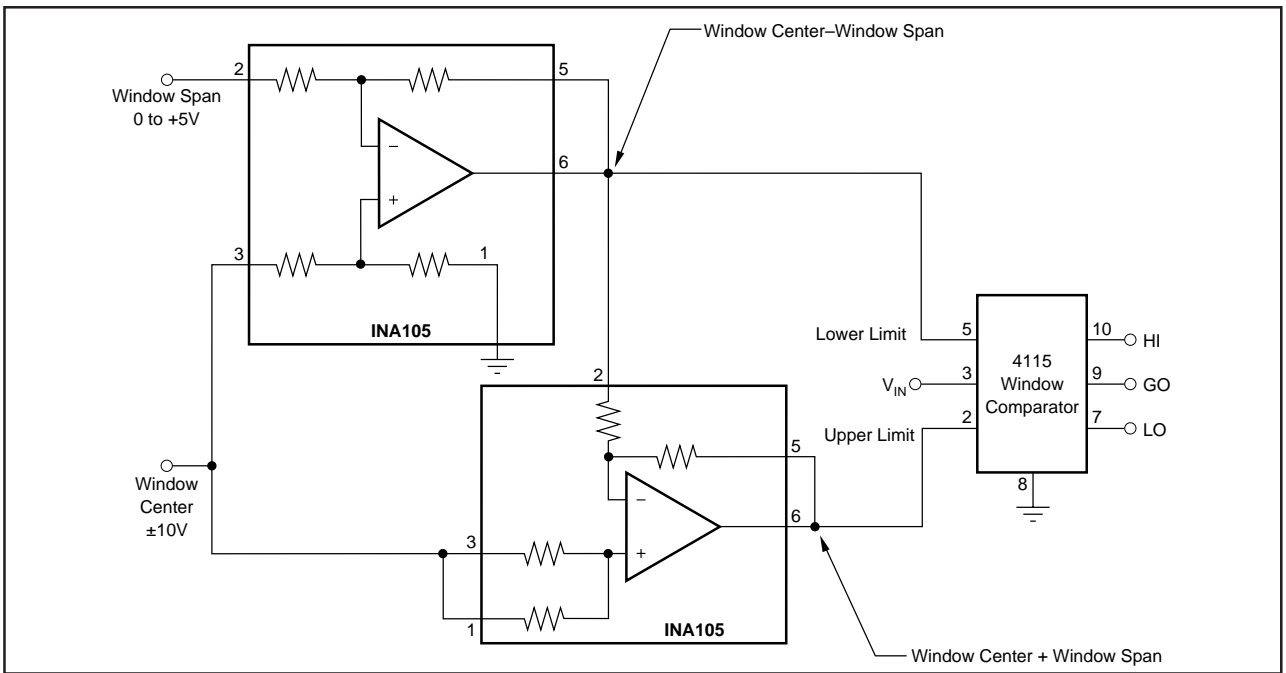 Window Center–Window Span
2
5
Window Span
0 to +5V
–
6
+
3
1
INA105
2
Lower Limit
5
10
HI
4115
Window
Comparator
VIN
3
9
GO
Upper Limit
2
7
LO
5
8
Window
Center
±10V
–
6
3
+
1
INA105
Window Center + Window Span